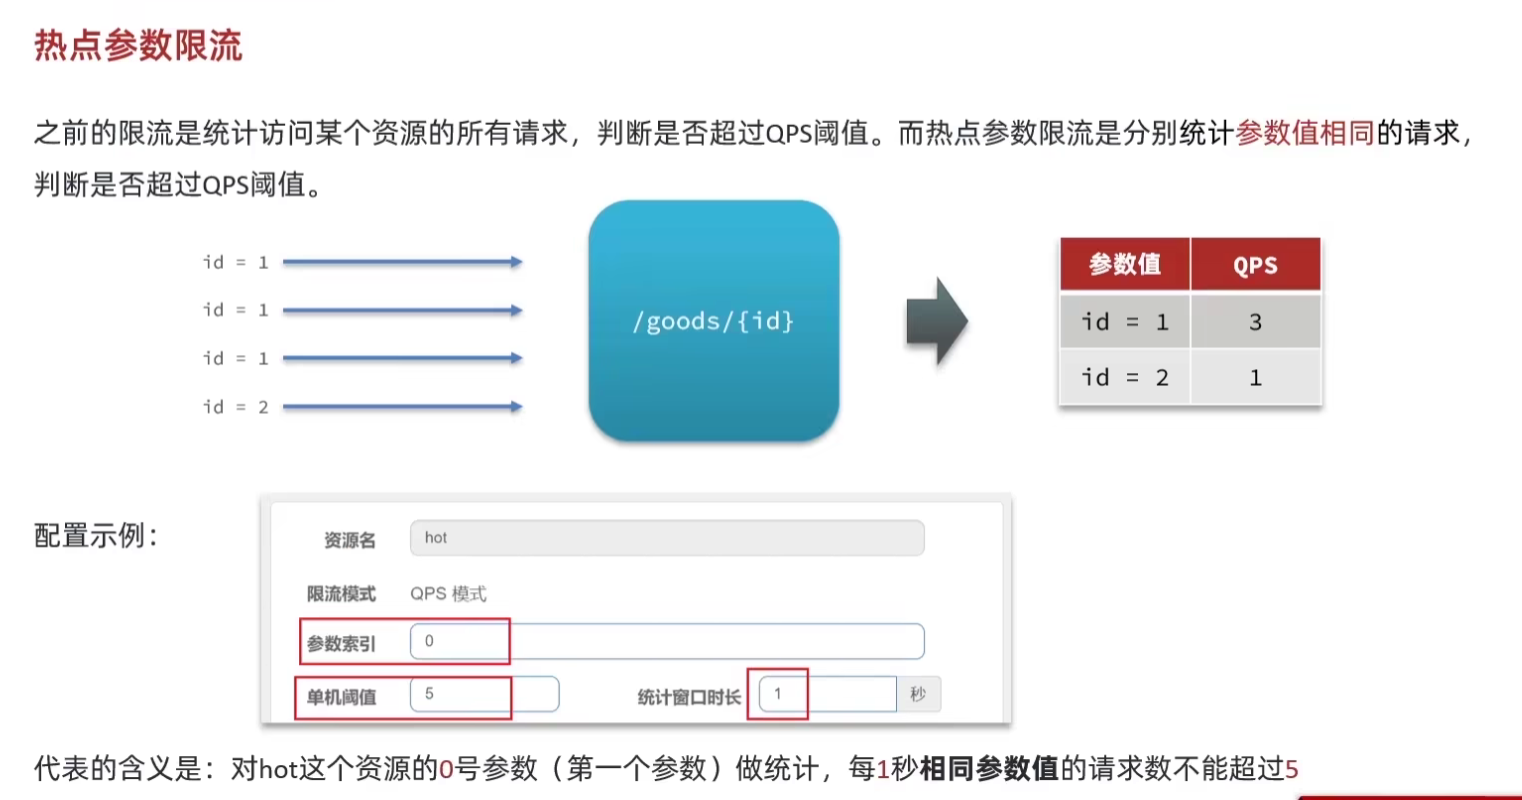 热点参数限流
之前的限流是统计访问某个资源的所有请求，判断是否超过QPS阈值。而热点参数限流是分别统计参数值相同的请求，
判断是否超过QPS阈值。
id = 1
id = 1
id = 1
id = 2
/goods/{id}
参数值 QPS
id = 1 3
id = 2 1
配置示例：
资源名 hot
限流模式 QPS 模式
参数索引 0
单机阈值 5 统计窗口时长 1 秒
代表的含义是：对hot这个资源的0号参数（第一个参数）做统计，每1秒相同参数值的请求数不能超过5